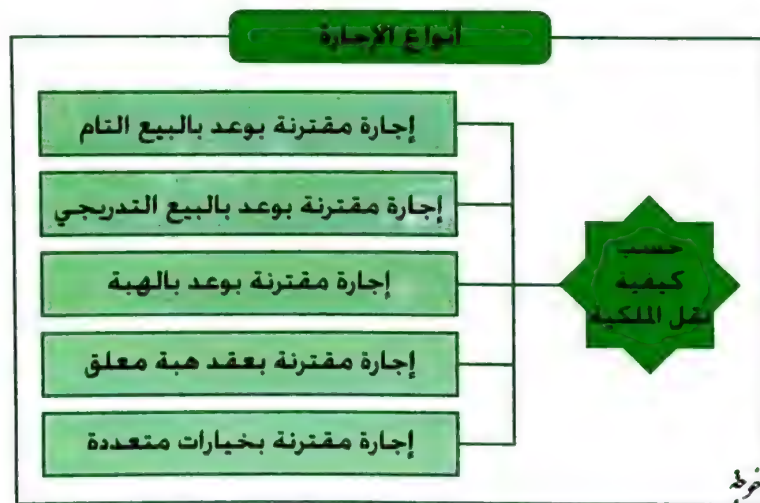 أنواع الإجارة
حسب
كيفية
نقل الملكية
إجارة مقترنة بوعد بالبيع التام
إجارة مقترنة بوعد بالبيع التدريجي
إجارة مقترنة بوعد بالهبة
إجارة مقترنة بعقد هبة معلق
إجارة مقترنة بخيارات متعددة